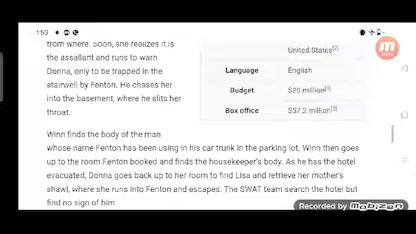 1:53
from where. Soon, she realizes it is
the assailant and runs to warn
Donna, only to be trapped in the
stairwell by Fenton. He chases her
into the basement, where he slits her
throat.
United States[2]
Language English
Budget $20 million[3]
Box office $57.2 million[3]
Winn finds the body of the man
whose name Fenton has been using in his car trunk in the parking lot. Winn then goes
up to the room Fenton booked and finds the housekeeper's body. As he has the hotel
evacuated, Donna goes back up to her room to find Lisa and retrieve her mother's
shawl, where she runs into Fenton and escapes. The SWAT team search the hotel but
find no sign of him.
Recorded by Mobizen